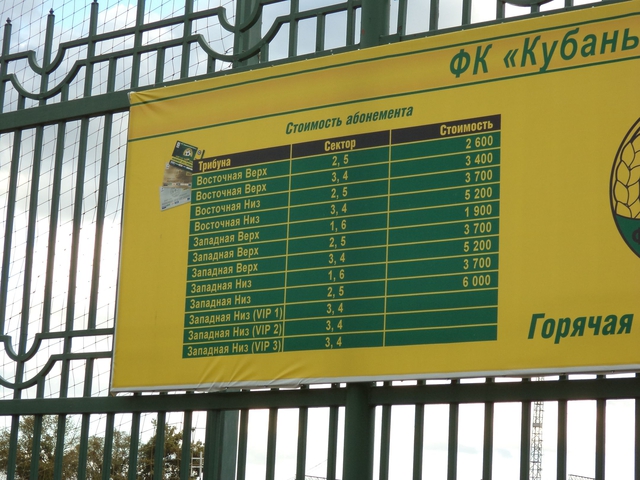 ФК «Кубань
Стоимость абонемента
Трибуна Сектор Стоимость
Восточная Верх 2, 5 2 600
Восточная Верх 3, 4 3 400
Восточная Низ 2, 5 3 700
Восточная Низ 3, 4 5 200
Западная Верх 1, 6 1 900
Западная Верх 2, 5 3 700
Западная Верх 3, 4 5 200
Западная Низ 1, 6 3 700
Западная Низ 2, 5 6 000
Западная Низ (VIP 1) 3, 4
Западная Низ (VIP 2) 3, 4
Западная Низ (VIP 3) 3, 4
Горячая